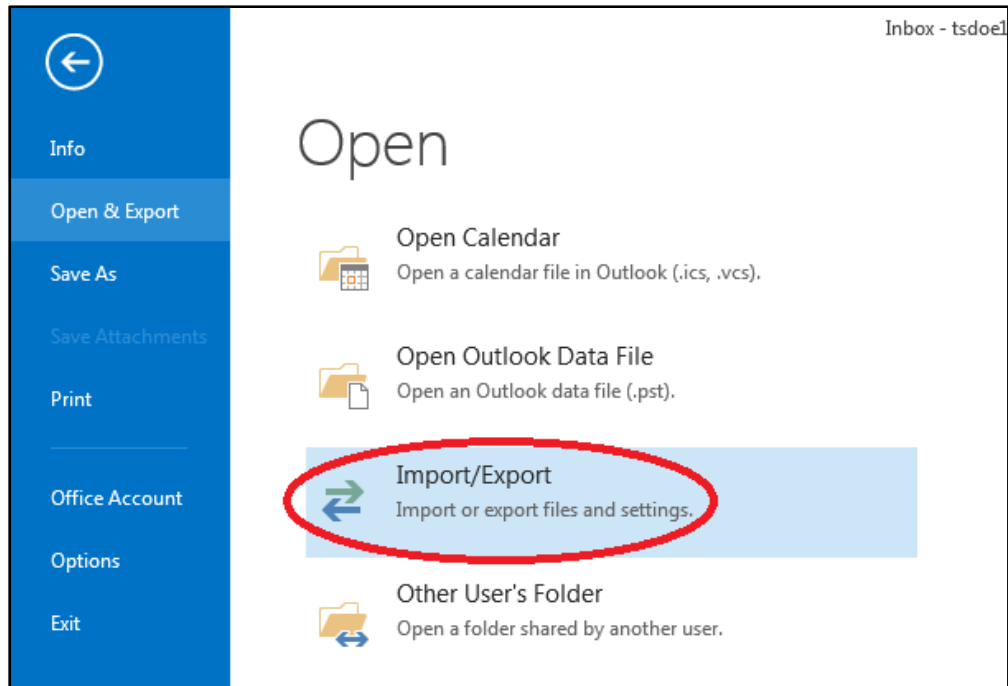 Inbox - tsdoe1
Info
Open & Export
Save As
Save Attachments
Print
Office Account
Options
Exit
Open
Open Calendar
Open a calendar file in Outlook (.ics, .vcs).
Open Outlook Data File
Open an Outlook data file (.pst).
Import/Export
Import or export files and settings.
Other User's Folder
Open a folder shared by another user.